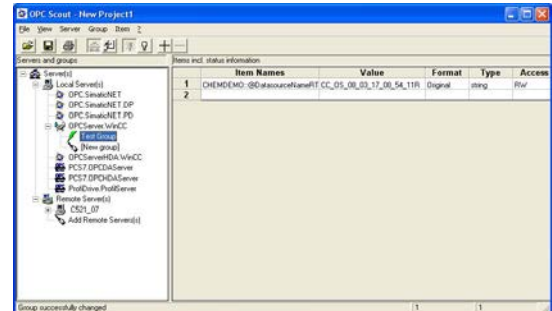 OPC Scout - New Project1
File View Server Group Item ?
Servers and groups
Items incl. status information
Server(s)
Local Server(s)
OPC.SimaticNET
OPC.SimaticNET.DP
OPC.SimaticNET.PD
OPCServer.WinCC
Test Group
[New group]
OPCServerHDA.WinCC
PCS7.OPCDAServer
PCS7.OPCHDAServer
ProfiDrive.ProfiServer
Remote Server(s)
C521_07
Add Remote Server(s)
Item Names Value Format Type Access
1 CHEMDEMO::@DatasourceNameRT CC_OS_08_03_17_08_54_11R Original string RW
2
Group successfully changed 1 1